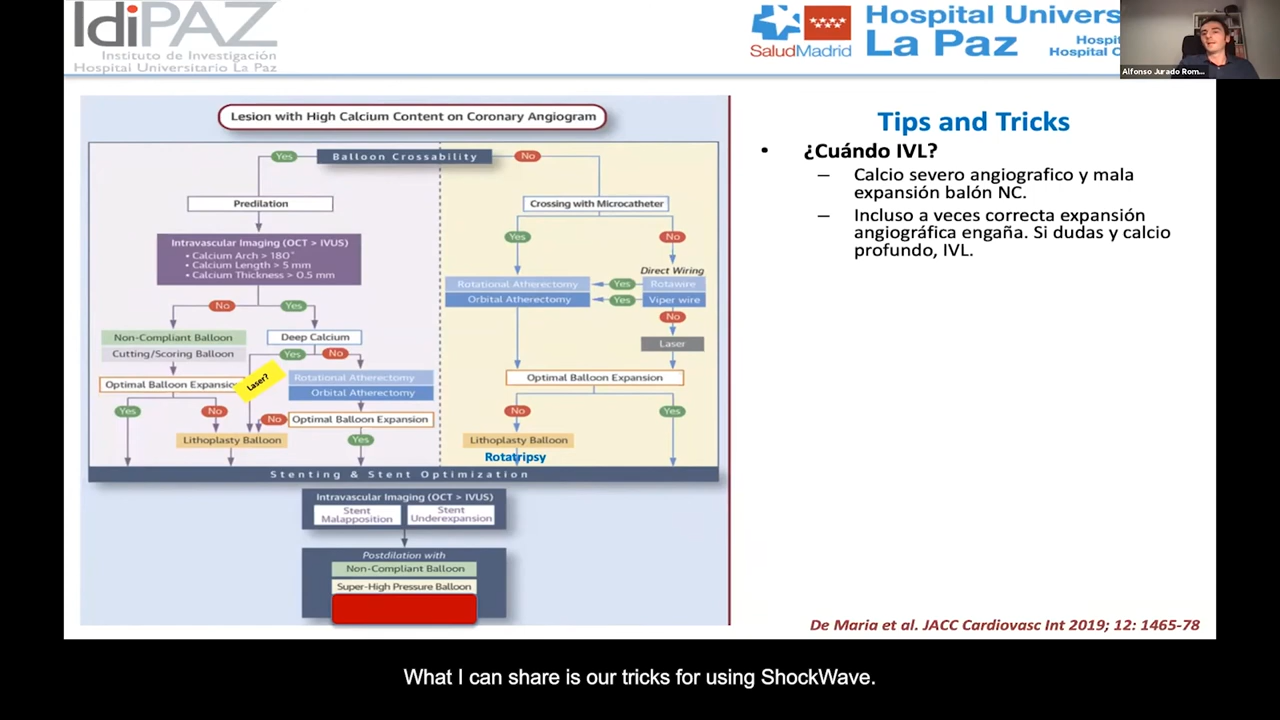 IdiPAZ
Instituto de Investigación
Hospital Universitario La Paz
SaludMadrid
Hospital Univers
La Paz
Hospi
Hospital C
Alfonso Jurado Rom...
Lesion with High Calcium Content on Coronary Angiogram
Yes
Balloon Crossability
No
Predilation
Intravascular Imaging (OCT > IVUS)
• Calcium Arch > 180°
• Calcium Length > 5 mm
• Calcium Thickness > 0.5 mm
No
Yes
Non-Compliant Balloon
Cutting/Scoring Balloon
Deep Calcium
Yes
No
Optimal Balloon Expansio
Laser?
Rotational Atherectomy
Orbital Atherectomy
Yes
No
No
Optimal Balloon Expansion
Lithoplasty Balloon
Yes
Crossing with Microcatheter
Yes
No
Direct Wiring
Rotational Atherectomy
Yes
Rotawire
Orbital Atherectomy
Yes
Viper wire
No
Laser
Optimal Balloon Expansion
No
Yes
Lithoplasty Balloon
Rotatripsy
Stenting & Stent Optimization
Intravascular Imaging (OCT > IVUS)
Stent
Malapposition
Stent
Underexpansion
Postdilation with
Non-Compliant Balloon
Super-High Pressure Balloon
Tips and Tricks
• ¿Cuándo IVL?
– Calcio severo angiografico y mala
expansión balón NC.
– Incluso a veces correcta expansión
angiográfica engaña. Si dudas y calcio
profundo, IVL.
De Maria et al. JACC Cardiovasc Int 2019; 12: 1465-78
What I can share is our tricks for using ShockWave.